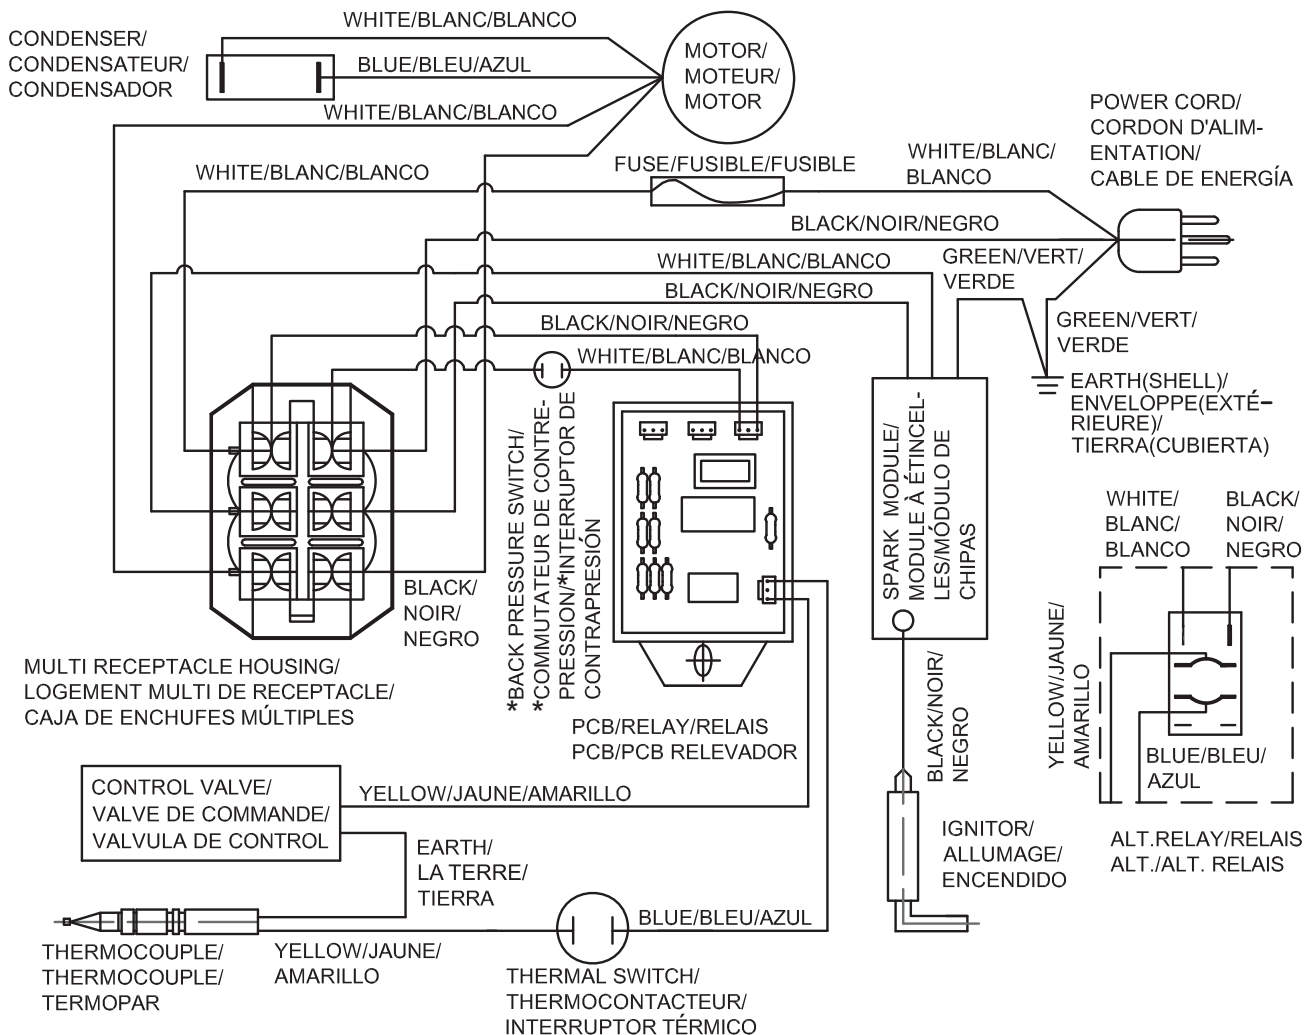 WHITE/BLANC/BLANCO
CONDENSER/
CONDENSATEUR/
CONDENSADOR
BLUE/BLEU/AZUL
WHITE/BLANC/BLANCO
MOTOR/
MOTEUR/
MOTOR
POWER CORD/
CORDON D'ALIM-
ENTATION/
CABLE DE ENERGÍA
WHITE/BLANC/BLANCO
FUSE/FUSIBLE/FUSIBLE
WHITE/BLANC/
BLANCO
BLACK/NOIR/NEGRO
GREEN/VERT/
VERDE
WHITE/BLANC/BLANCO
BLACK/NOIR/NEGRO
BLACK/NOIR/NEGRO
WHITE/BLANC/BLANCO
GREEN/VERT/
VERDE
EARTH(SHELL)/
ENVELOPPE(EXTÉ-
RIEURE)/
TIERRA(CUBIERTA)
*BACK PRESSURE SWITCH/
*COMMUTATEUR DE CONTRE-
PRESSION/*INTERRUPTOR DE
CONTRAPRESIÓN
SPARK MODULE/
MODULE À ÉTINCEL-
LES/MÓDULO DE
CHIPAS
WHITE/
BLANC/
BLANCO
BLACK/
NOIR/
NEGRO
BLACK/
NOIR/
NEGRO
MULTI RECEPTACLE HOUSING/
LOGEMENT MULTI DE RECEPTACLE/
CAJA DE ENCHUFES MÚLTIPLES
PCB/RELAY/RELAIS
PCB/PCB RELEVADOR
BLACK/NOIR/
NEGRO
YELLOW/JAUNE/
AMARILLO
BLUE/BLEU/
AZUL
CONTROL VALVE/
VALVE DE COMMANDE/
VALVULA DE CONTROL
YELLOW/JAUNE/AMARILLO
EARTH/
LA TERRE/
TIERRA
IGNITOR/
ALLUMAGE/
ENCENDIDO
ALT.RELAY/RELAIS
ALT./ALT. RELAIS
BLUE/BLEU/AZUL
THERMOCOUPLE/
THERMOCOUPLE/
TERMOPAR
YELLOW/JAUNE/
AMARILLO
THERMAL SWITCH/
THERMOCONTACTEUR/
INTERRUPTOR TÉRMICO